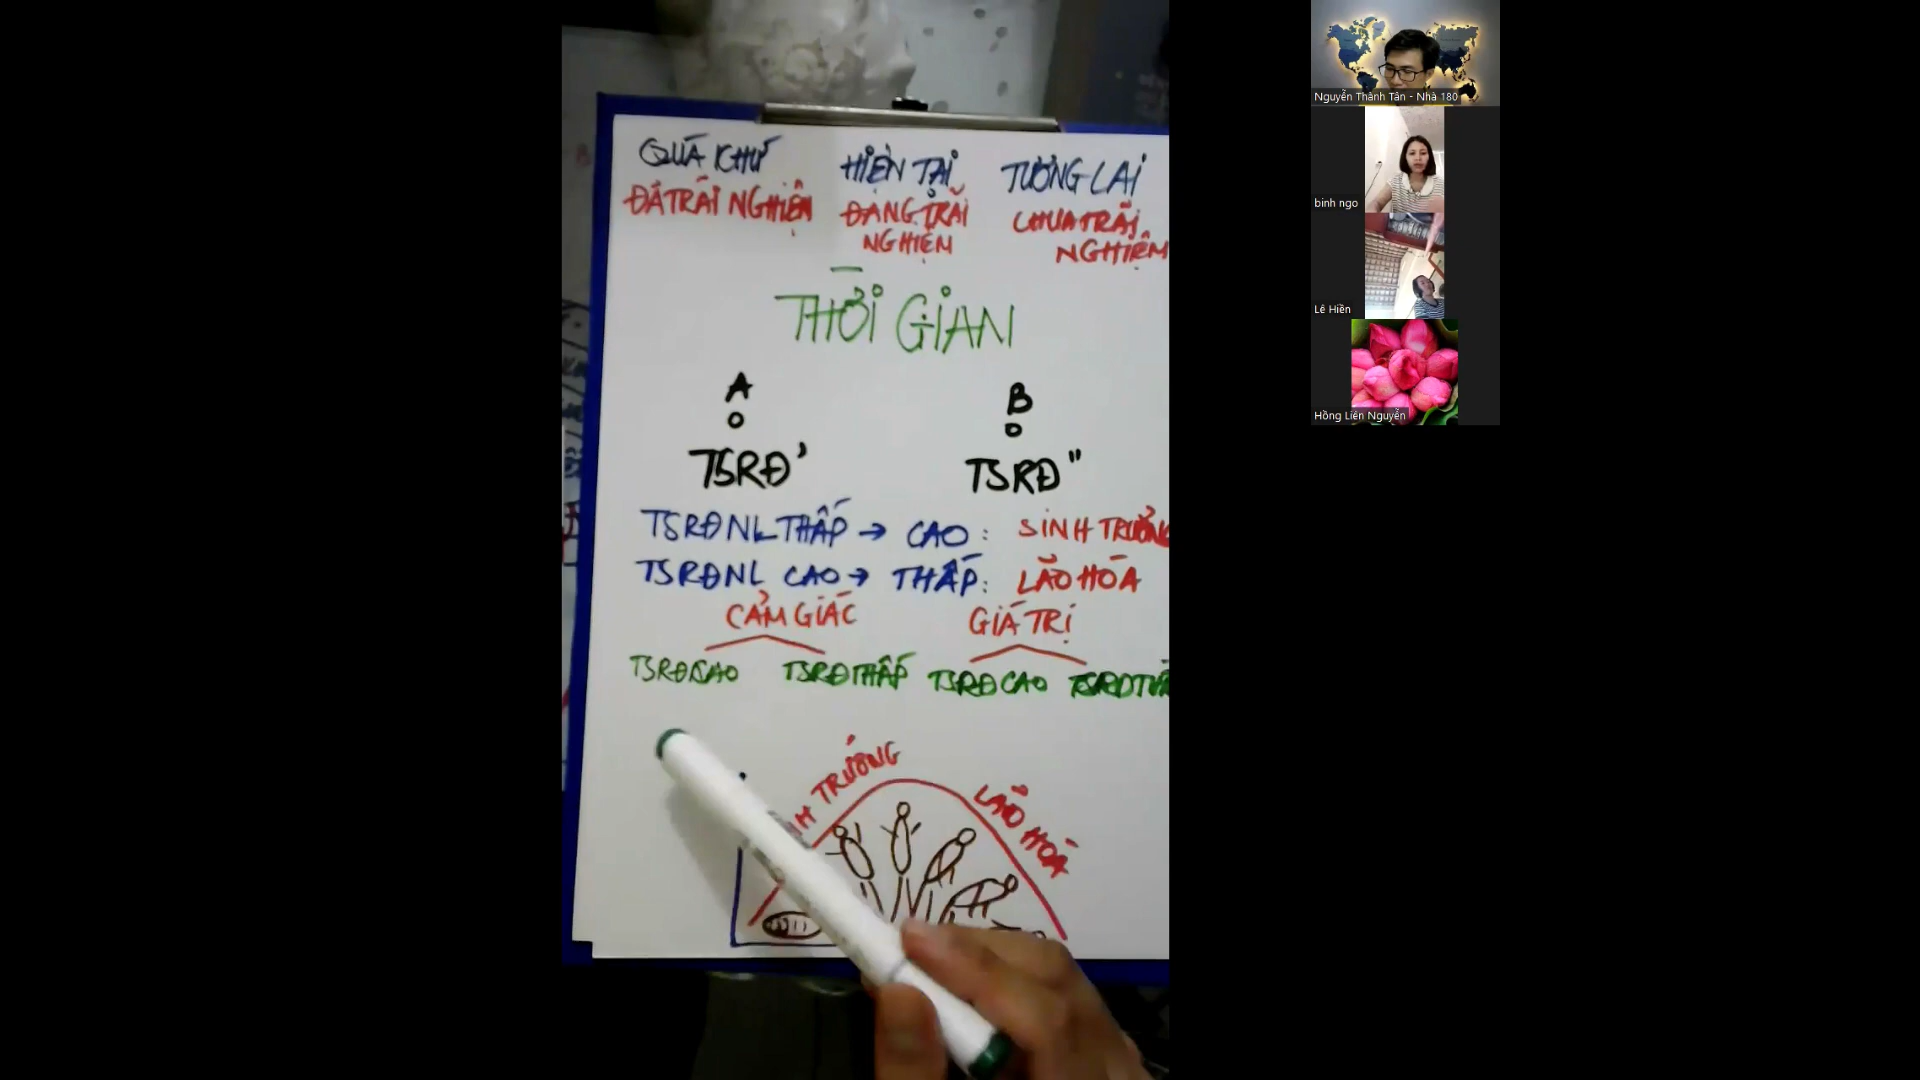 QUÁ KHỨ
ĐÃ TRẢI NGHIỆM
HIỆN TẠI
ĐANG TRẢI
NGHIỆM
TƯƠNG LAI
CHƯA TRẢI
NGHIỆM
THỜI GIAN
A
B
TSRĐ'
TSRĐ"
TSRĐNL THẤP → CAO : SINH TRƯỞNG
TSRĐNL CAO → THẤP: LÃO HÓA
CẢM GIÁC
GIÁ TRỊ
TSRĐ CAO
TSRĐ THẤP
TSRĐ CAO
TRƯỞNG
LÃO HOÁ
Nguyễn Thành Tân - Nhà 180
binh ngo
Lê Hiền
Hồng Liên Nguyễn